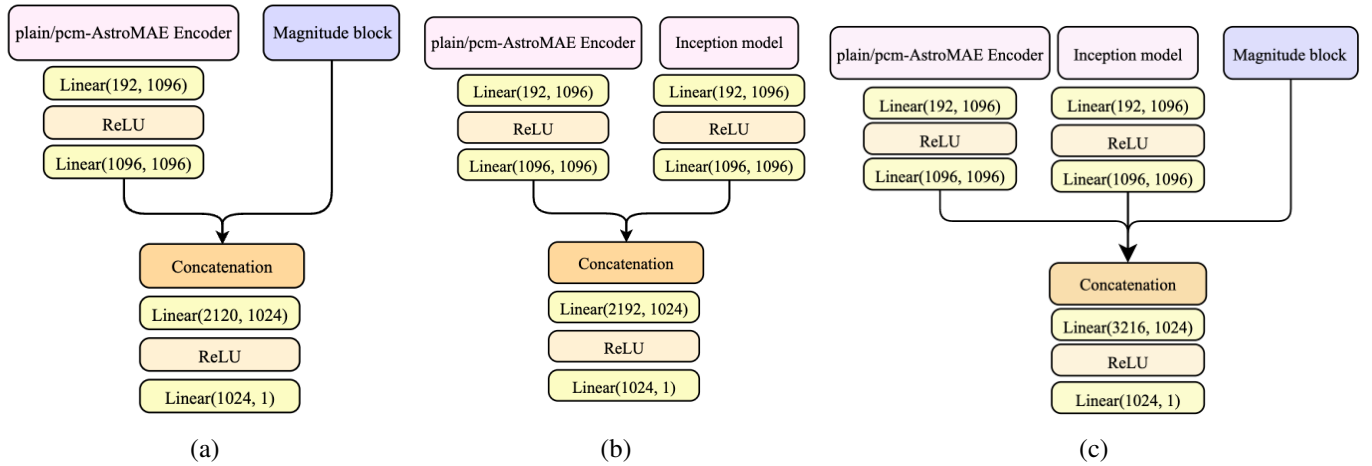 plain/pcm-AstroMAE Encoder
Magnitude block
Linear(192, 1096)
ReLU
Linear(1096, 1096)
Concatenation
Linear(2120, 1024)
ReLU
Linear(1024, 1)
(a)
plain/pcm-AstroMAE Encoder
Inception model
Linear(192, 1096)
Linear(192, 1096)
ReLU
ReLU
Linear(1096, 1096)
Linear(1096, 1096)
Concatenation
Linear(2192, 1024)
ReLU
Linear(1024, 1)
(b)
plain/pcm-AstroMAE Encoder
Inception model
Magnitude block
Linear(192, 1096)
Linear(192, 1096)
ReLU
ReLU
Linear(1096, 1096)
Linear(1096, 1096)
Concatenation
Linear(3216, 1024)
ReLU
Linear(1024, 1)
(c)